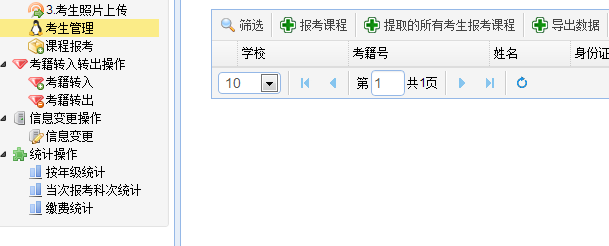 3.考生照片上传
考生管理
课程报考
考籍转入转出操作
考籍转入
考籍转出
信息变更操作
信息变更
统计操作
按年级统计
当次报考科次统计
缴费统计
筛选 报考课程 提取的所有考生报考课程 导出数据
学校 考籍号 姓名 身份证
10 第 1 共1页